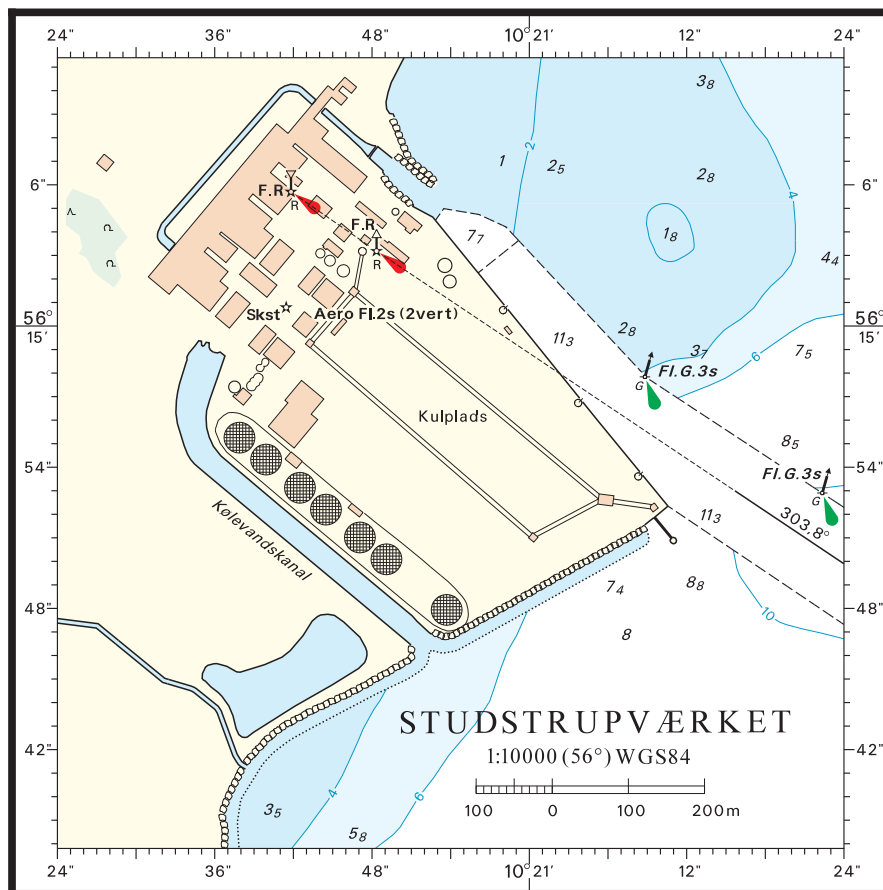 24" 36" 48" 10° 21' 12" 24"
3₈
1 2 2₅
4
6" 6"
F.R
R
2₈
F.R
7₁
1₈
R
4₄
Skst Aero Fl.2s (2vert)
56° 56°
15' 15'
11₃ 2₈
3₇ 6 7₅
Fl.G.3s
G
Kulplads
8₅
54" 54"
Fl.G.3s
G
Kølevandskanal
11₃
303,8°
7₄ 8₈
48" 10 48"
8
STUDSTRUPVÆRKET
42" 42"
1:10000 (56°) WGS84
100 0 100 200m
3₅ 4 6
5₈
24" 36" 48" 10° 21' 12" 24"